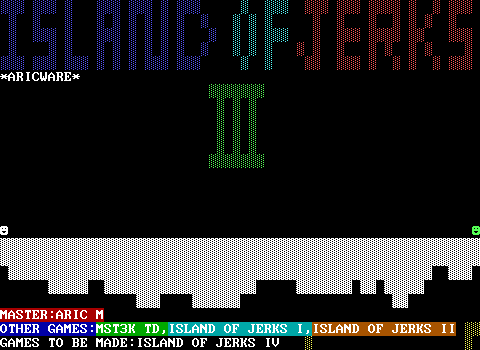 ISLAND OF JERKS
*ARICWARE*
III
MASTER:ARIC M
OTHER GAMES:MST3K TD,ISLAND OF JERKS I,ISLAND OF JERKS II
GAMES TO BE MADE:ISLAND OF JERKS IV